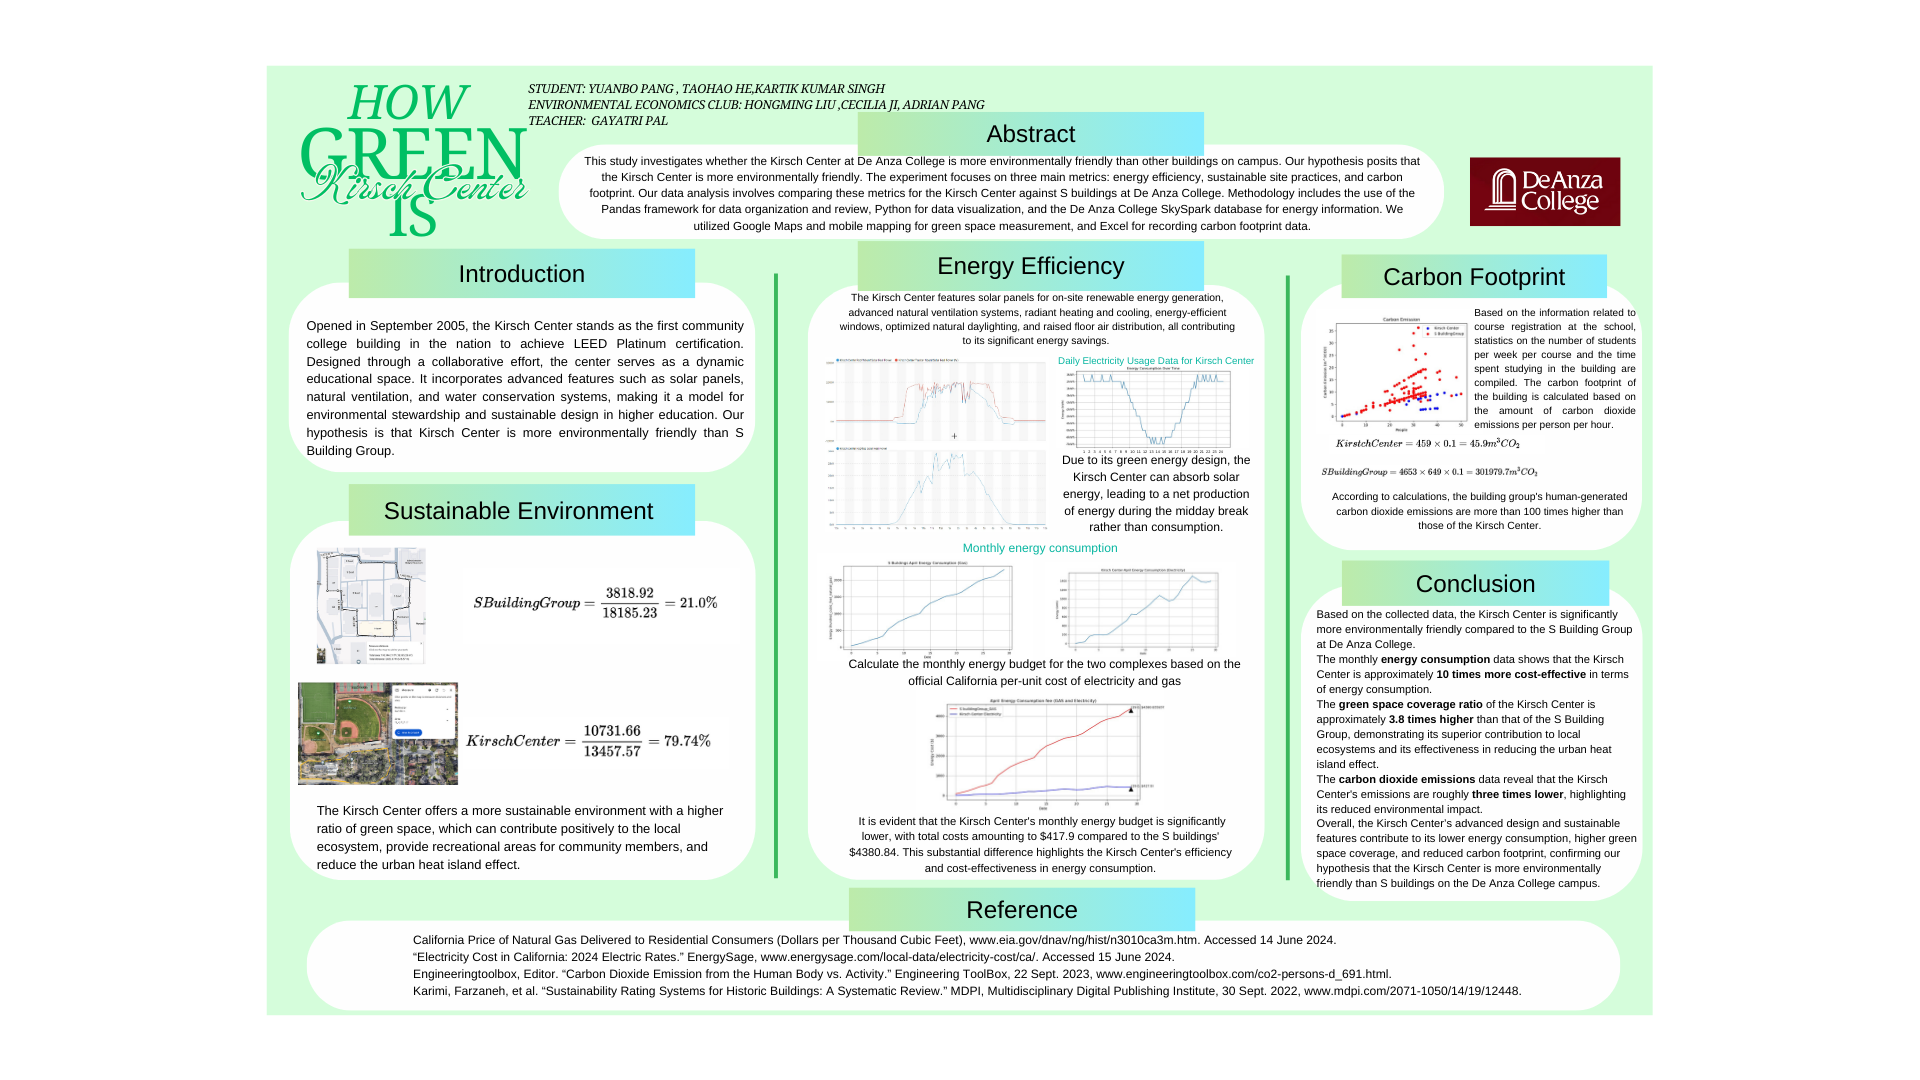 HOW
GREEN
Kirsch Center
IS
STUDENT: YUANBO PANG , TAOHAO HE,KARTIK KUMAR SINGH
ENVIRONMENTAL ECONOMICS CLUB: HONGMING LIU ,CECILIA JI, ADRIAN PANG
TEACHER: GAYATRI PAL
Abstract
This study investigates whether the Kirsch Center at De Anza College is more environmentally friendly than other buildings on campus. Our hypothesis posits that
the Kirsch Center is more environmentally friendly. The experiment focuses on three main metrics: energy efficiency, sustainable site practices, and carbon
footprint. Our data analysis involves comparing these metrics for the Kirsch Center against S buildings at De Anza College. Methodology includes the use of the
Pandas framework for data organization and review, Python for data visualization, and the De Anza College SkySpark database for energy information. We
utilized Google Maps and mobile mapping for green space measurement, and Excel for recording carbon footprint data.
De Anza
College
Introduction
Opened in September 2005, the Kirsch Center stands as the first community
college building in the nation to achieve LEED Platinum certification.
Designed through a collaborative effort, the center serves as a dynamic
educational space. It incorporates advanced features such as solar panels,
natural ventilation, and water conservation systems, making it a model for
environmental stewardship and sustainable design in higher education. Our
hypothesis is that Kirsch Center is more environmentally friendly than S
Building Group.
Sustainable Environment
SBuildingGroup = 3818.92 / 18185.23 = 21.0%
KirschCenter = 10731.66 / 13457.57 = 79.74%
The Kirsch Center offers a more sustainable environment with a higher
ratio of green space, which can contribute positively to the local
ecosystem, provide recreational areas for community members, and
reduce the urban heat island effect.
Energy Efficiency
The Kirsch Center features solar panels for on-site renewable energy generation,
advanced natural ventilation systems, radiant heating and cooling, energy-efficient
windows, optimized natural daylighting, and raised floor air distribution, all contributing
to its significant energy savings.
Daily Electricity Usage Data for Kirsch Center
Energy Consumption Over Time
Due to its green energy design, the
Kirsch Center can absorb solar
energy, leading to a net production
of energy during the midday break
rather than consumption.
Monthly energy consumption
S Buildings April Energy Consumption (Gas)
Kirsch Center April Energy Consumption (Electricity)
Calculate the monthly energy budget for the two complexes based on the
official California per-unit cost of electricity and gas
April Energy Consumption fee (GAS and Electricity)
It is evident that the Kirsch Center's monthly energy budget is significantly
lower, with total costs amounting to $417.9 compared to the S buildings'
$4380.84. This substantial difference highlights the Kirsch Center's efficiency
and cost-effectiveness in energy consumption.
Carbon Footprint
Carbon Emission
Kirsch Center
S BuildingGroup
People
Based on the information related to
course registration at the school,
statistics on the number of students
per week per course and the time
spent studying in the building are
compiled. The carbon footprint of
the building is calculated based on
the amount of carbon dioxide
emissions per person per hour.
KirstchCenter = 459 × 0.1 = 45.9m³CO₂
SBuildingGroup = 4653 × 649 × 0.1 = 301979.7m³CO₂
According to calculations, the building group's human-generated
carbon dioxide emissions are more than 100 times higher than
those of the Kirsch Center.
Conclusion
Based on the collected data, the Kirsch Center is significantly
more environmentally friendly compared to the S Building Group
at De Anza College.
The monthly energy consumption data shows that the Kirsch
Center is approximately 10 times more cost-effective in terms
of energy consumption.
The green space coverage ratio of the Kirsch Center is
approximately 3.8 times higher than that of the S Building
Group, demonstrating its superior contribution to local
ecosystems and its effectiveness in reducing the urban heat
island effect.
The carbon dioxide emissions data reveal that the Kirsch
Center's emissions are roughly three times lower, highlighting
its reduced environmental impact.
Overall, the Kirsch Center's advanced design and sustainable
features contribute to its lower energy consumption, higher green
space coverage, and reduced carbon footprint, confirming our
hypothesis that the Kirsch Center is more environmentally
friendly than S buildings on the De Anza College campus.
Reference
California Price of Natural Gas Delivered to Residential Consumers (Dollars per Thousand Cubic Feet), www.eia.gov/dnav/ng/hist/n3010ca3m.htm. Accessed 14 June 2024.
“Electricity Cost in California: 2024 Electric Rates.” EnergySage, www.energysage.com/local-data/electricity-cost/ca/. Accessed 15 June 2024.
Engineeringtoolbox, Editor. “Carbon Dioxide Emission from the Human Body vs. Activity.” Engineering ToolBox, 22 Sept. 2023, www.engineeringtoolbox.com/co2-persons-d_691.html.
Karimi, Farzaneh, et al. “Sustainability Rating Systems for Historic Buildings: A Systematic Review.” MDPI, Multidisciplinary Digital Publishing Institute, 30 Sept. 2022, www.mdpi.com/2071-1050/14/19/12448.